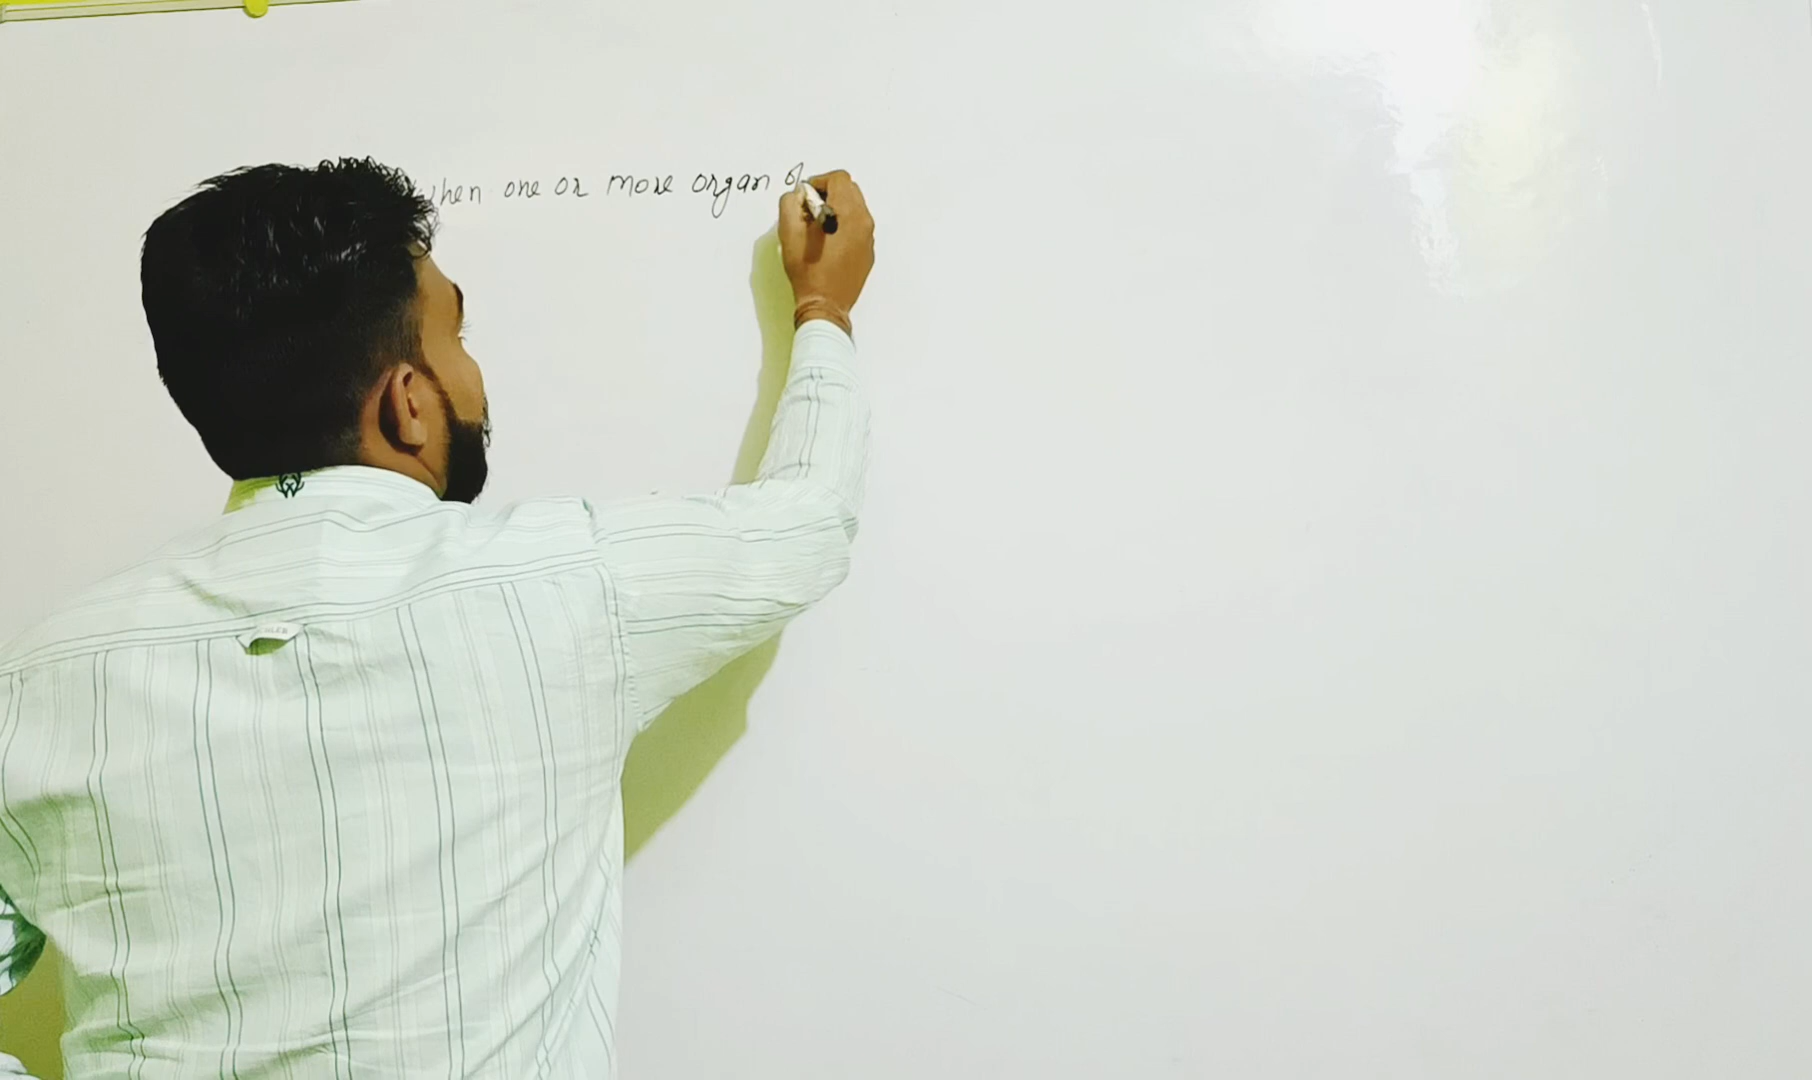 when one or more organ of